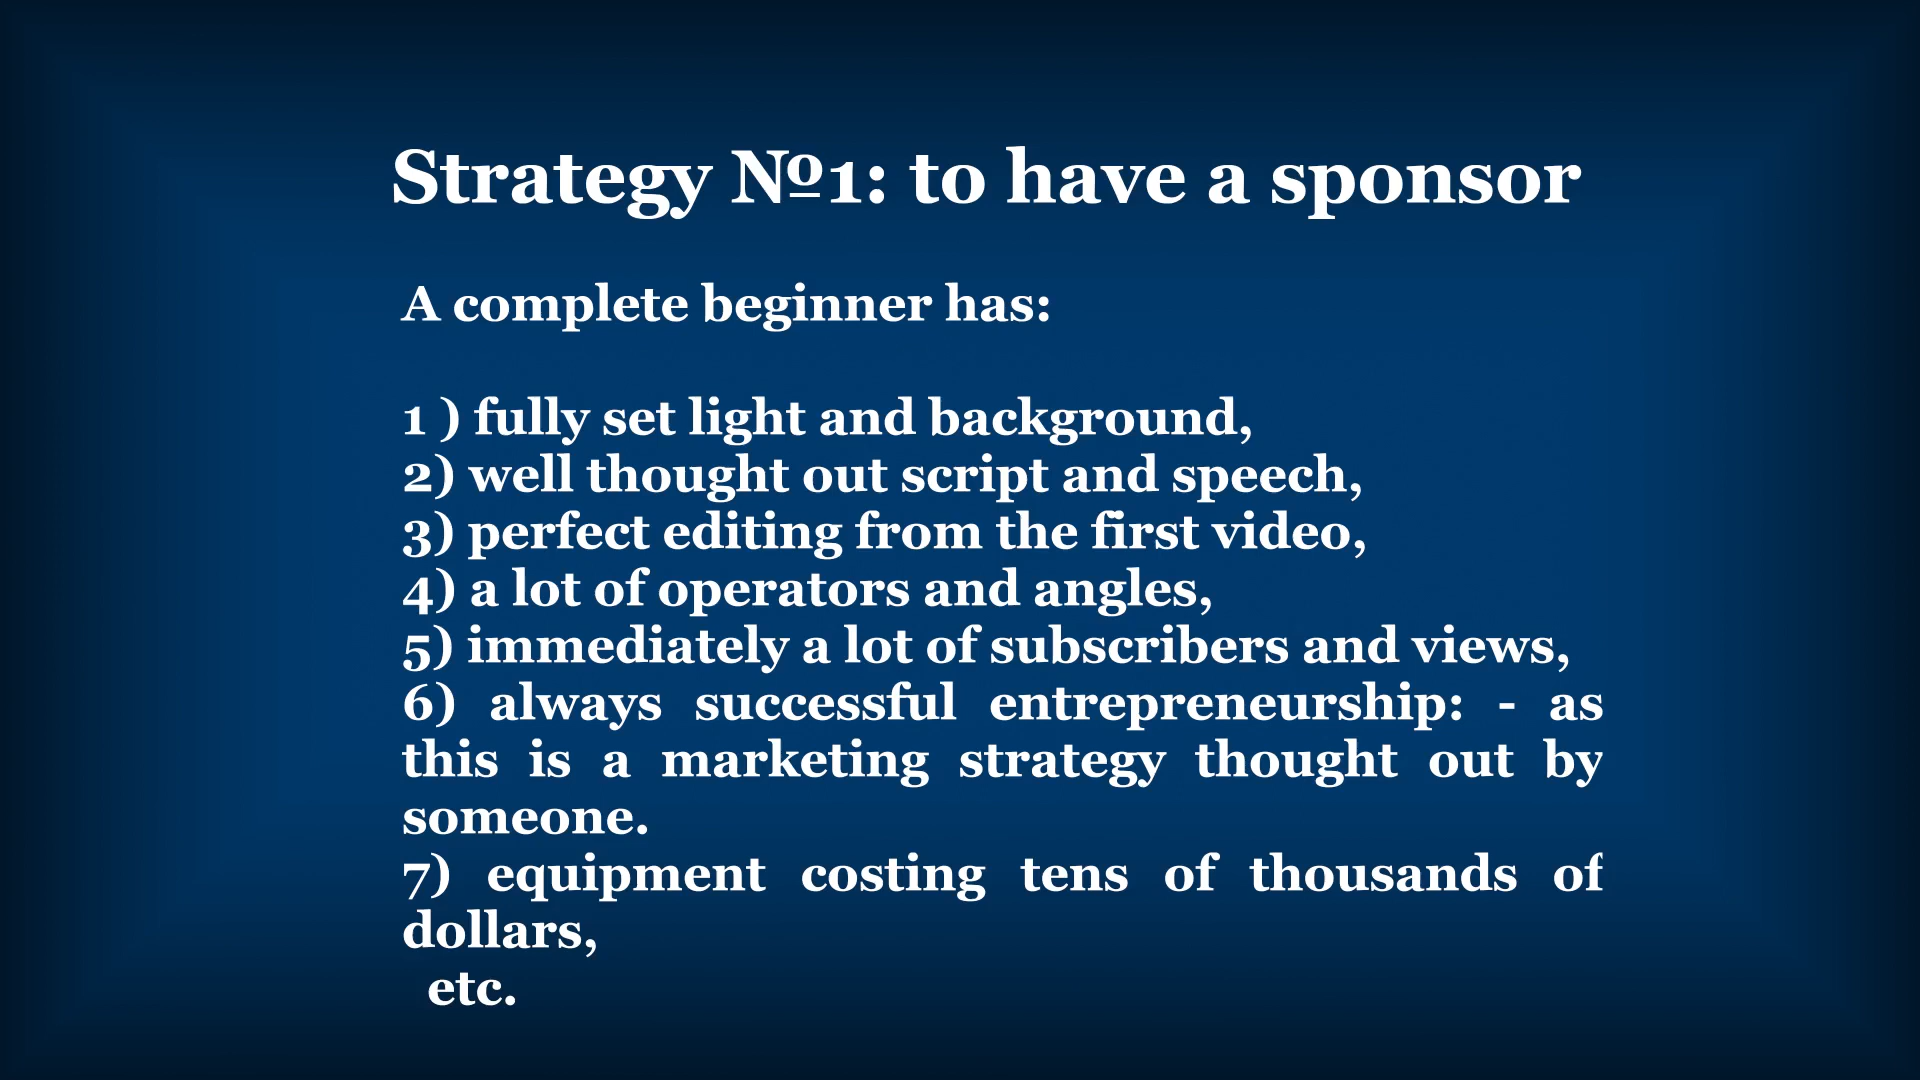 Strategy №1: to have a sponsor
A complete beginner has:
1 ) fully set light and background,
2) well thought out script and speech,
3) perfect editing from the first video,
4) a lot of operators and angles,
5) immediately a lot of subscribers and views,
6) always successful entrepreneurship: - as
this is a marketing strategy thought out by
someone.
7) equipment costing tens of thousands of
dollars,
etc.